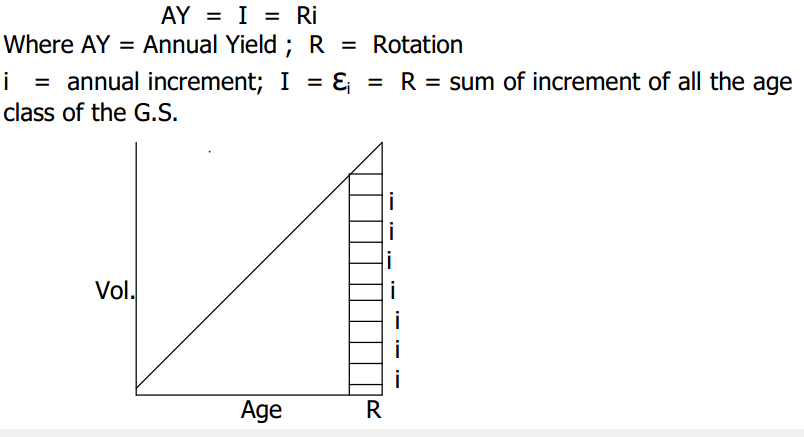 AY = I = Ri
Where AY = Annual Yield ; R = Rotation
i = annual increment; I = Ɛi = R = sum of increment of all the age
class of the G.S.
i
i
i
Vol.
i
i
i
i
Age R